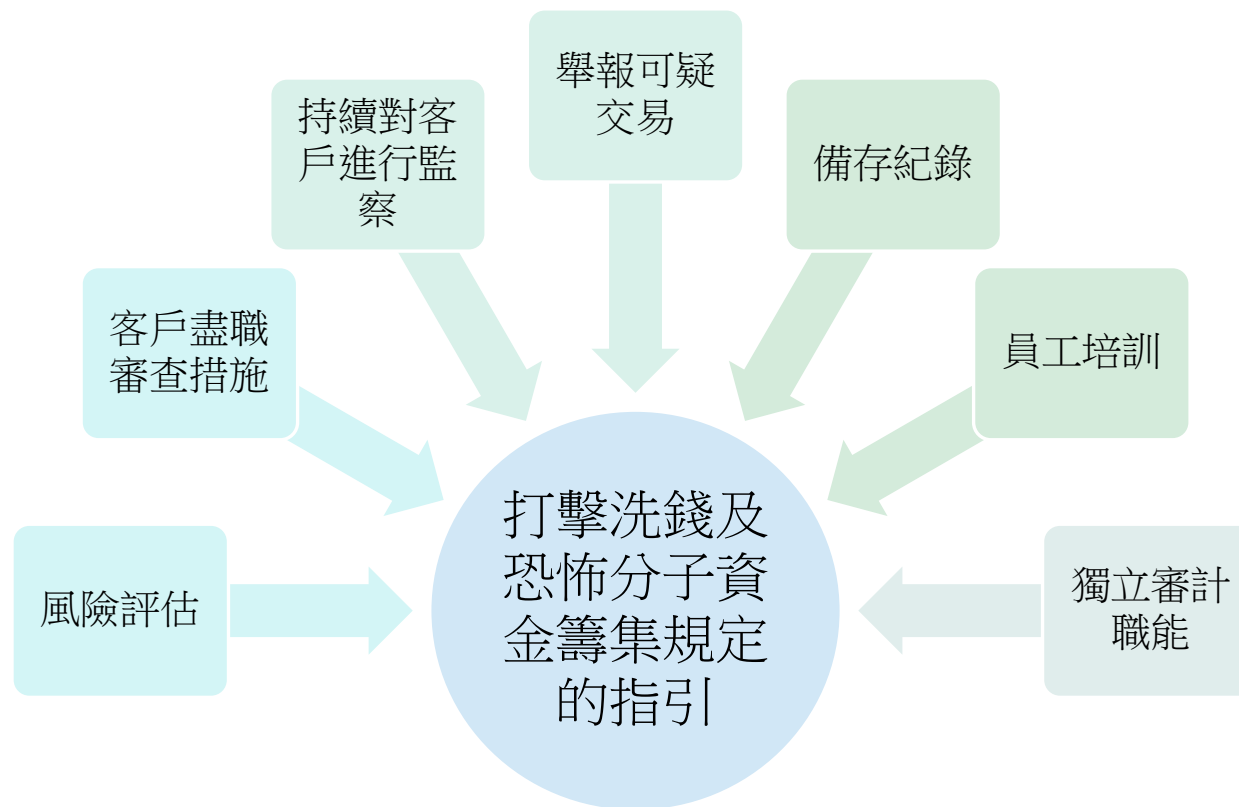 舉報可疑
交易
持續對客
戶進行監
察
備存紀錄
客戶盡職
審查措施
員工培訓
風險評估
打擊洗錢及
恐怖分子資
金籌集規定
的指引
獨立審計
職能